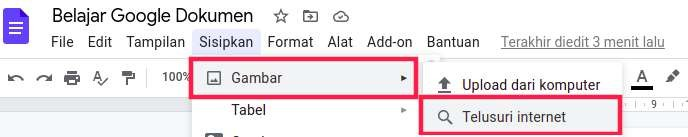 Belajar Google Dokumen
File Edit Tampilan Sisipkan Format Alat Add-on Bantuan Terakhir diedit 3 menit lalu
100%
Gambar
Upload dari komputer
A
Tabel
Telusuri internet
9